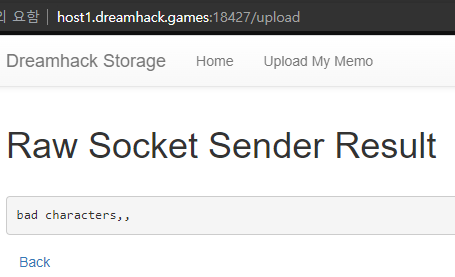 의 요함 host1.dreamhack.games:18427/upload
Dreamhack Storage Home Upload My Memo
Raw Socket Sender Result
bad characters,,
Back